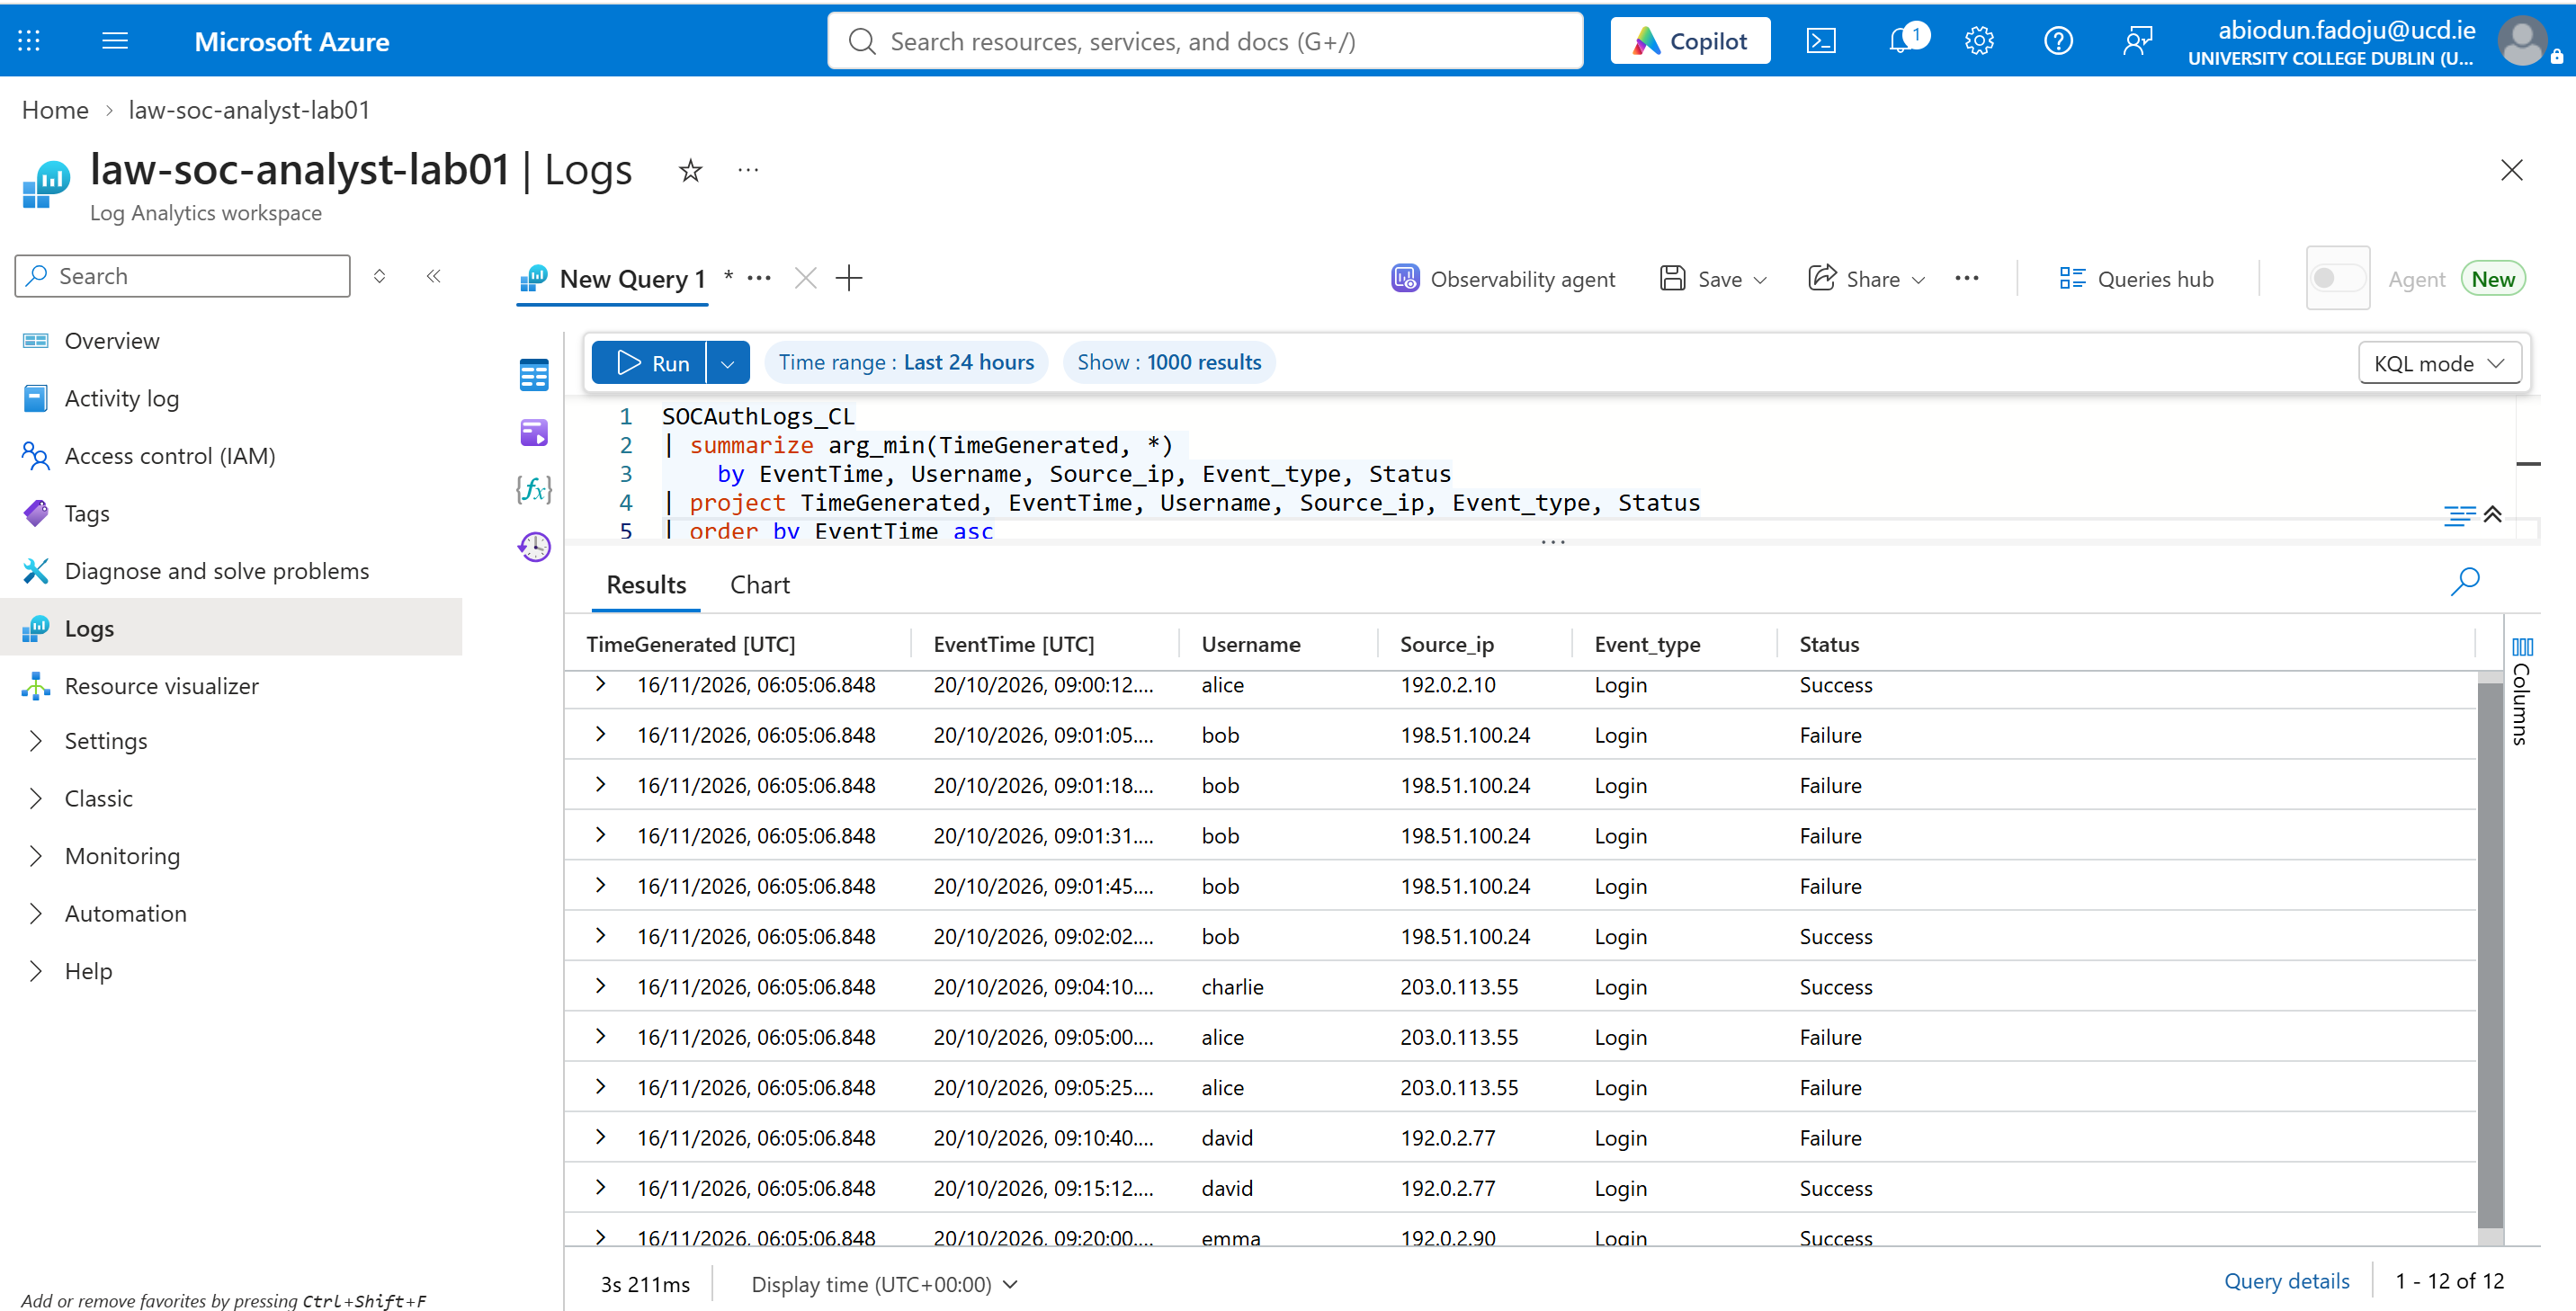 Microsoft Azure
Search resources, services, and docs (G+/)
Copilot
1
abiodun.fadoju@ucd.ie
UNIVERSITY COLLEGE DUBLIN (U...
Home > law-soc-analyst-lab01
law-soc-analyst-lab01 | Logs
Log Analytics workspace
Search
Overview
Activity log
Access control (IAM)
Tags
Diagnose and solve problems
Logs
Resource visualizer
Settings
Classic
Monitoring
Automation
Help
Add or remove favorites by pressing Ctrl+Shift+F
New Query 1 *
Observability agent
Save
Share
Queries hub
Agent
New
Run
Time range : Last 24 hours
Show : 1000 results
KQL mode
1 SOCAuthLogs_CL
2 | summarize arg_min(TimeGenerated, *)
3 by EventTime, Username, Source_ip, Event_type, Status
4 | project TimeGenerated, EventTime, Username, Source_ip, Event_type, Status
5 | order by EventTime asc
Results Chart
TimeGenerated [UTC] EventTime [UTC] Username Source_ip Event_type Status
16/11/2026, 06:05:06.848 20/10/2026, 09:00:12.... alice 192.0.2.10 Login Success
16/11/2026, 06:05:06.848 20/10/2026, 09:01:05.... bob 198.51.100.24 Login Failure
16/11/2026, 06:05:06.848 20/10/2026, 09:01:18.... bob 198.51.100.24 Login Failure
16/11/2026, 06:05:06.848 20/10/2026, 09:01:31.... bob 198.51.100.24 Login Failure
16/11/2026, 06:05:06.848 20/10/2026, 09:01:45.... bob 198.51.100.24 Login Failure
16/11/2026, 06:05:06.848 20/10/2026, 09:02:02.... bob 198.51.100.24 Login Success
16/11/2026, 06:05:06.848 20/10/2026, 09:04:10.... charlie 203.0.113.55 Login Success
16/11/2026, 06:05:06.848 20/10/2026, 09:05:00.... alice 203.0.113.55 Login Failure
16/11/2026, 06:05:06.848 20/10/2026, 09:05:25.... alice 203.0.113.55 Login Failure
16/11/2026, 06:05:06.848 20/10/2026, 09:10:40.... david 192.0.2.77 Login Failure
16/11/2026, 06:05:06.848 20/10/2026, 09:15:12.... david 192.0.2.77 Login Success
16/11/2026, 06:05:06.848 20/10/2026, 09:20:00.... emma 192.0.2.90 Login Success
Columns
3s 211ms
Display time (UTC+00:00)
Query details
1 - 12 of 12